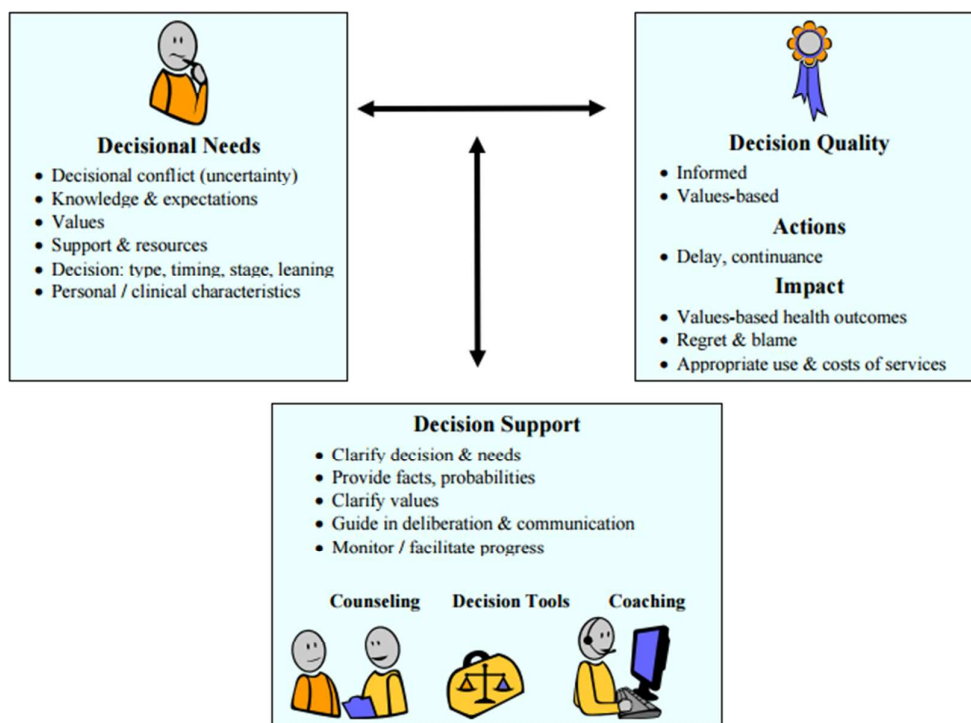 Decisional Needs
• Decisional conflict (uncertainty)
• Knowledge & expectations
• Values
• Support & resources
• Decision: type, timing, stage, leaning
• Personal / clinical characteristics
Decision Quality
• Informed
• Values-based
Actions
• Delay, continuance
Impact
• Values-based health outcomes
• Regret & blame
• Appropriate use & costs of services
Decision Support
• Clarify decision & needs
• Provide facts, probabilities
• Clarify values
• Guide in deliberation & communication
• Monitor / facilitate progress
Counseling Decision Tools Coaching